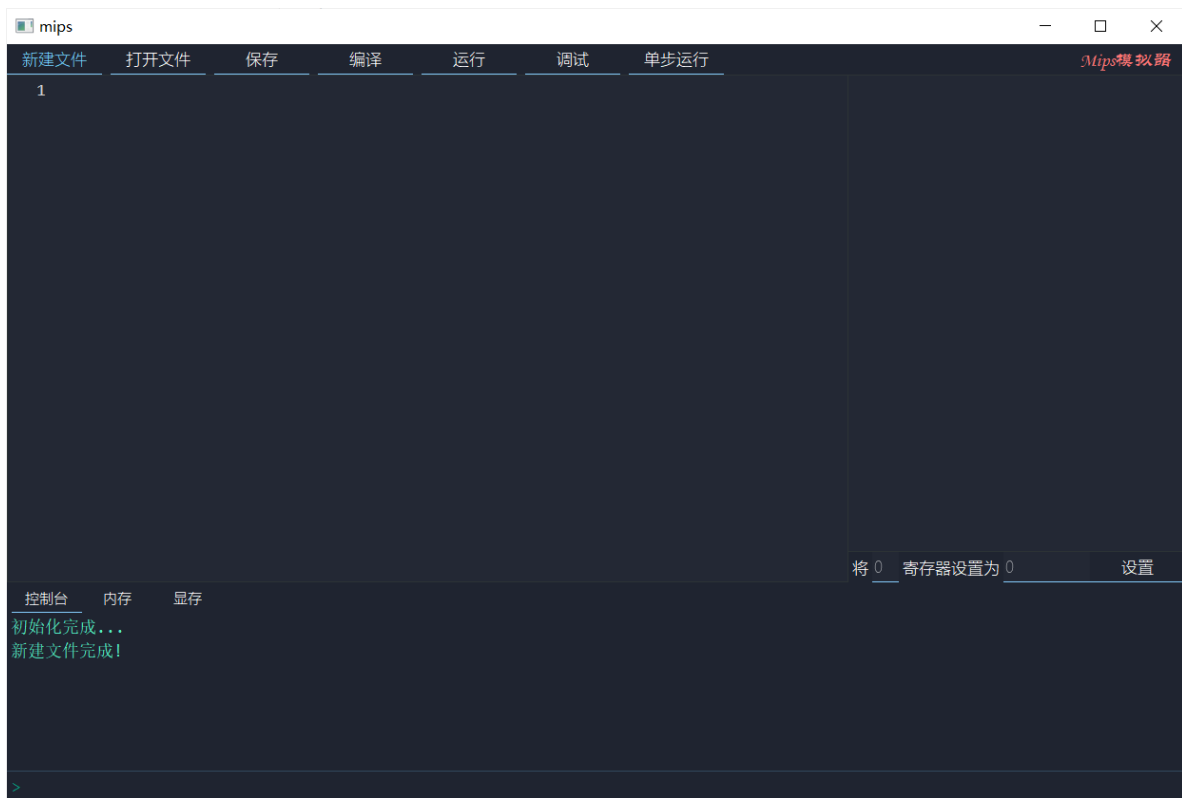 mips
新建文件 打开文件 保存 编译 运行 调试 单步运行 Mips模拟器
1
将 0 寄存器设置为 0 设置
控制台 内存 显存
初始化完成...
新建文件完成!
>